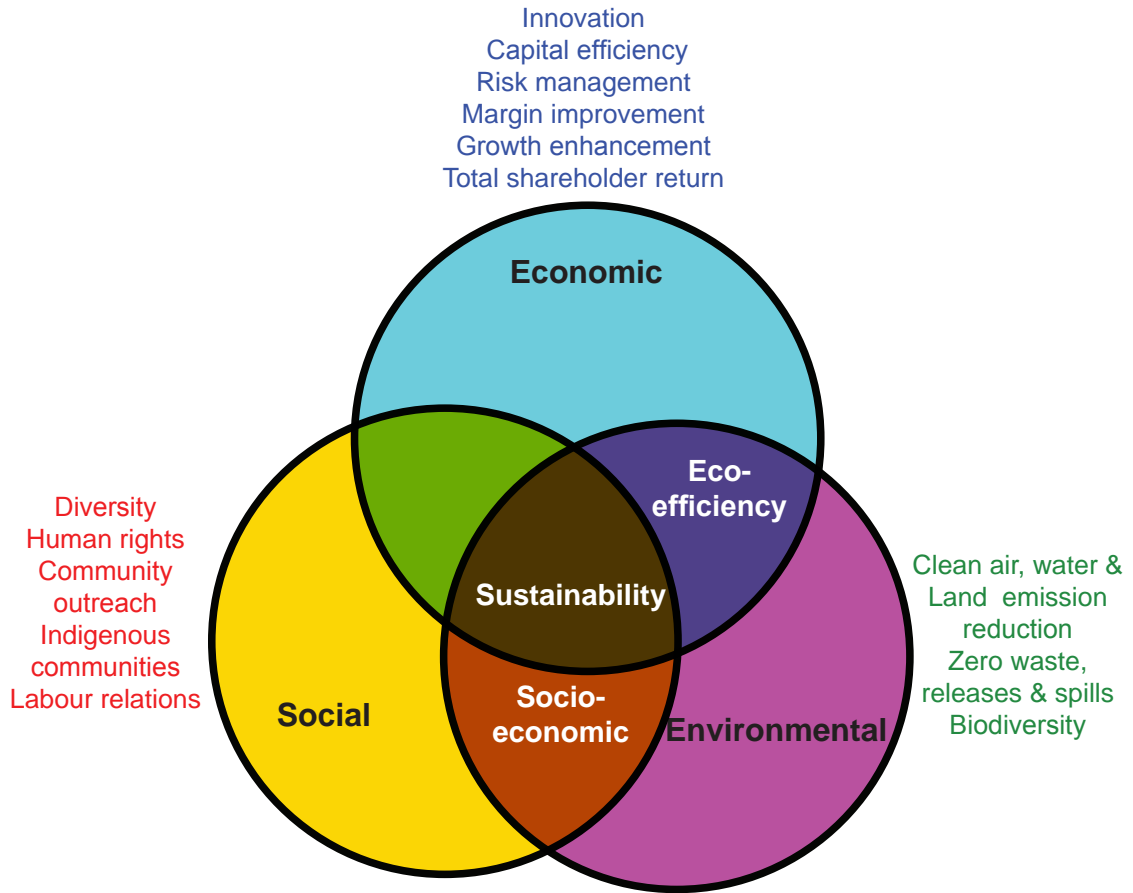 Innovation
Capital efficiency
Risk management
Margin improvement
Growth enhancement
Total shareholder return
Economic
Eco-
efficiency
Diversity
Human rights
Community
outreach
Indigenous
communities
Labour relations
Sustainability
Clean air, water &
Land emission
reduction
Zero waste,
releases & spills
Biodiversity
Social
Socio-
economic
Environmental